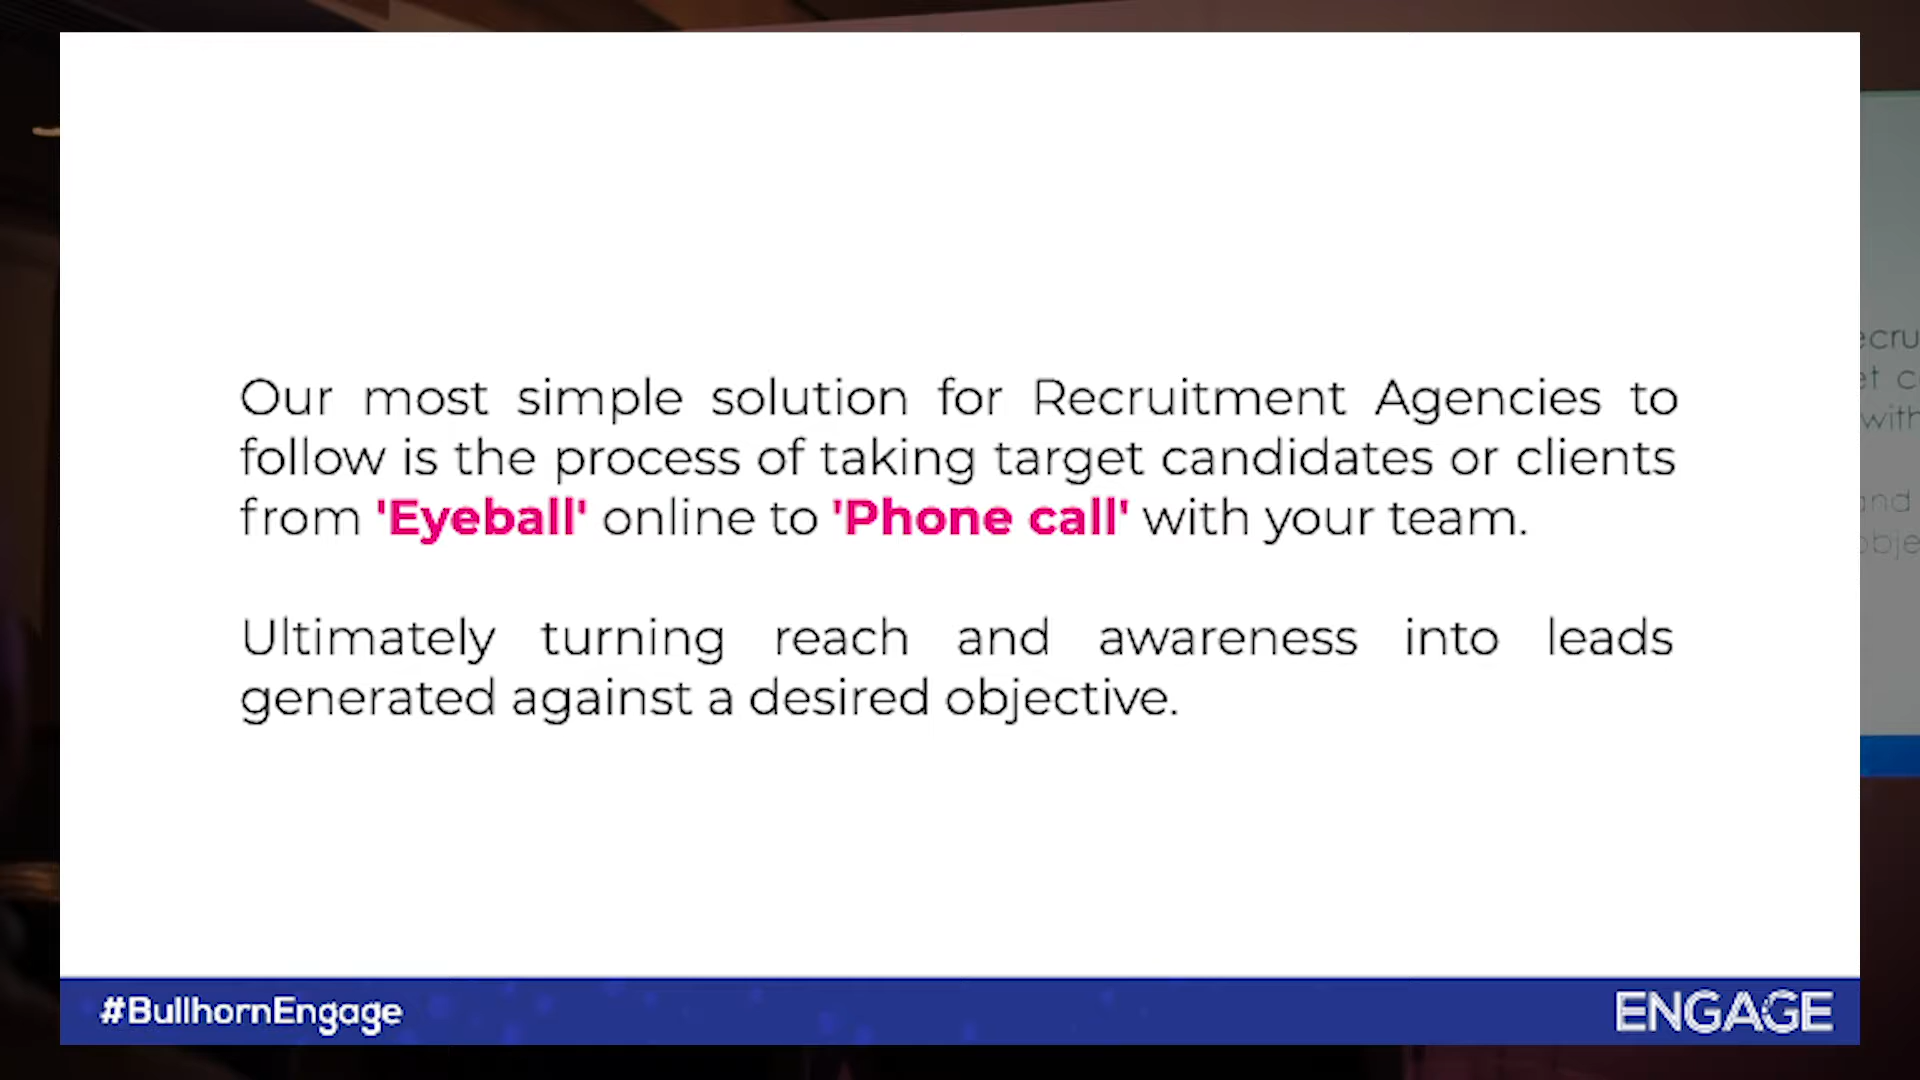 Our most simple solution for Recruitment Agencies to
follow is the process of taking target candidates or clients
from 'Eyeball' online to 'Phone call' with your team.
Ultimately turning reach and awareness into leads
generated against a desired objective.
#BullhornEngage
ENGAGE